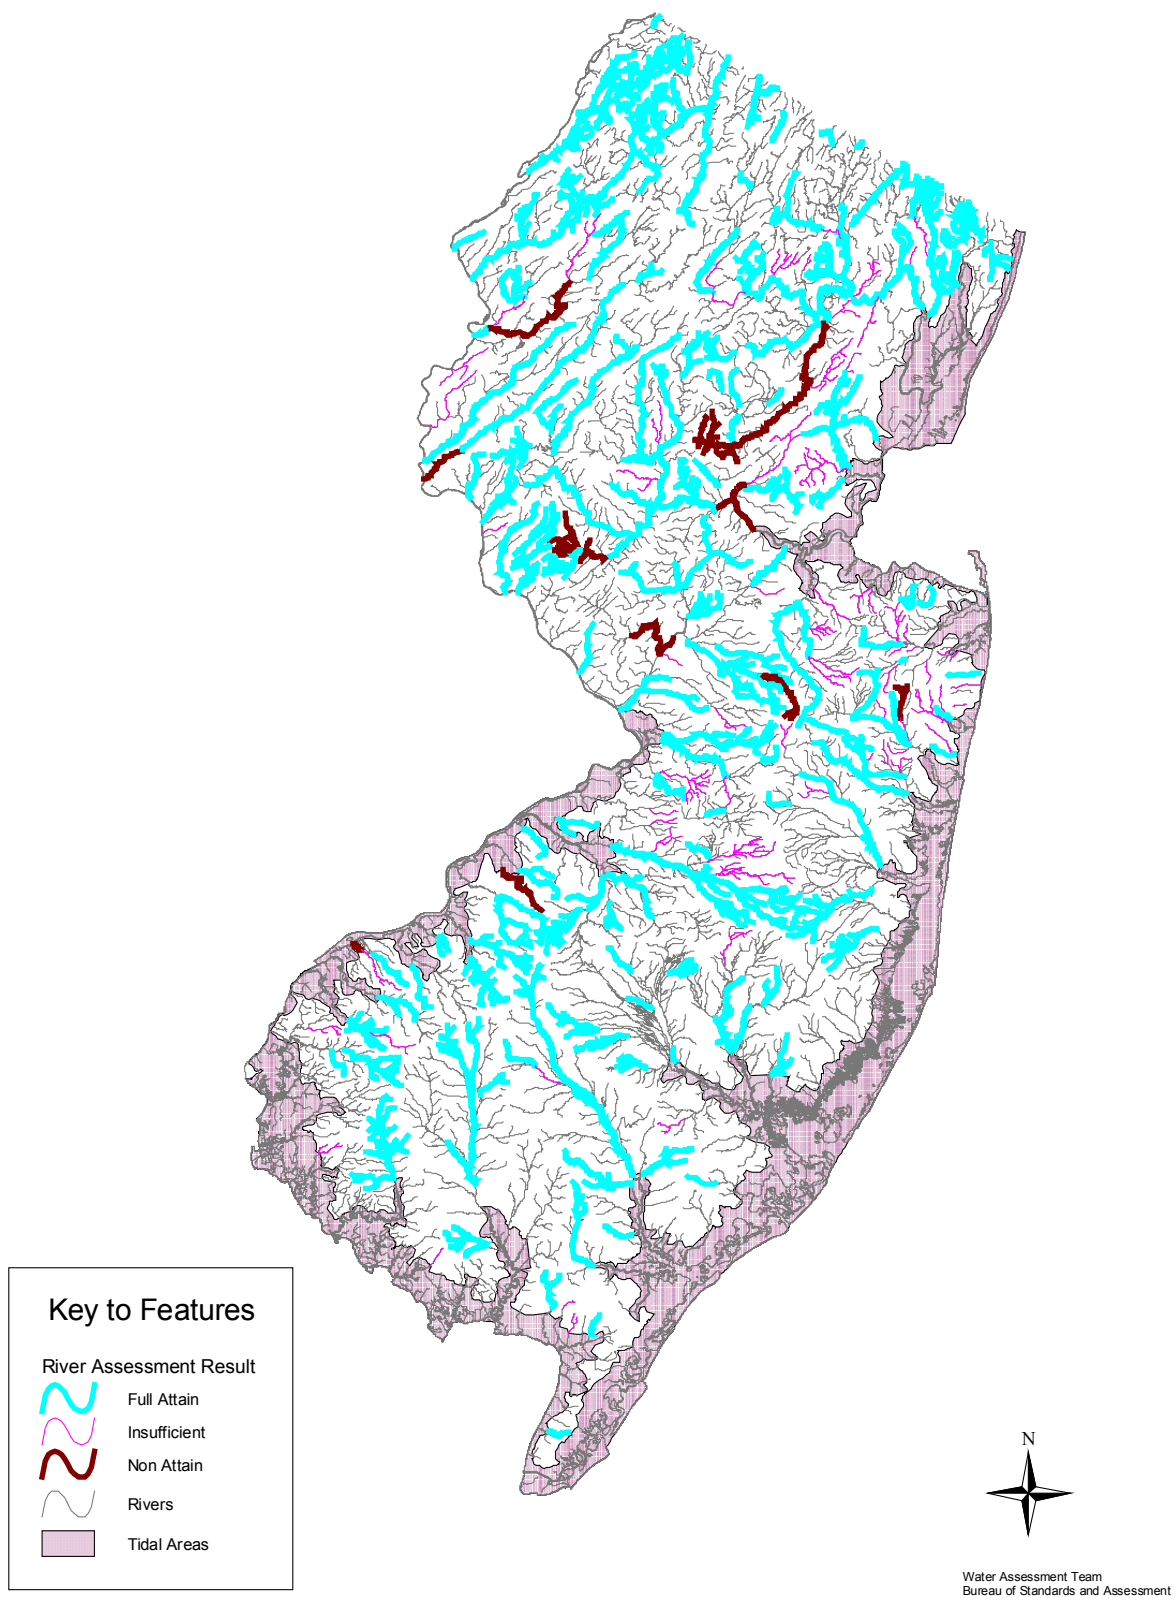 Key to Features
River Assessment Result
Full Attain
Insufficient
Non Attain
Rivers
Tidal Areas
N
Water Assessment Team
Bureau of Standards and Assessment